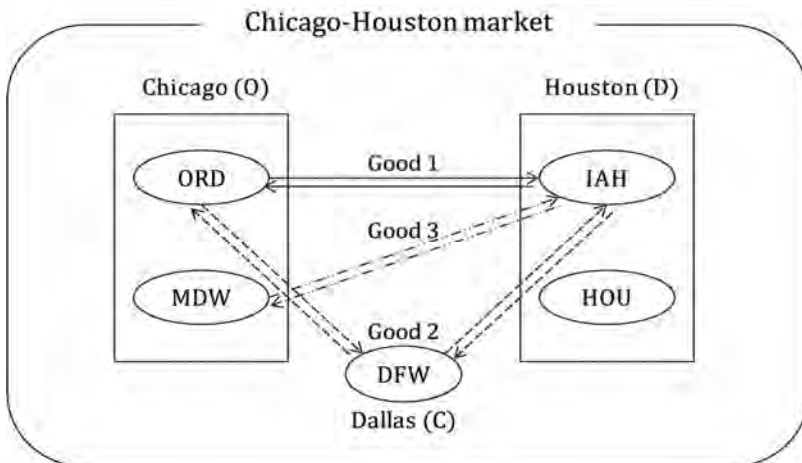 Chicago-Houston market
Chicago (O)
Houston (D)
ORD
Good 1
IAH
Good 3
MDW
HOU
Good 2
DFW
Dallas (C)